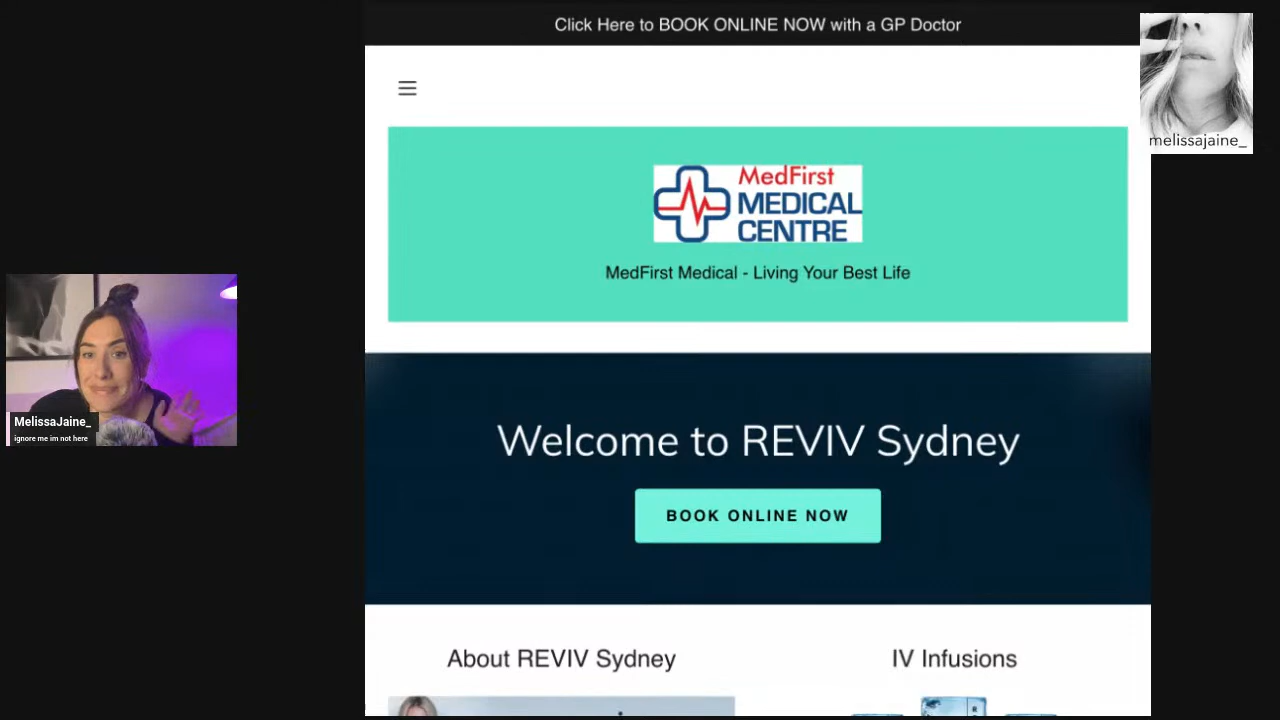 Click Here to BOOK ONLINE NOW with a GP Doctor
melissajaine_
MedFirst
MEDICAL
CENTRE
MedFirst Medical - Living Your Best Life
MelissaJaine_
ignore me im not here
Welcome to REVIV Sydney
BOOK ONLINE NOW
About REVIV Sydney
IV Infusions